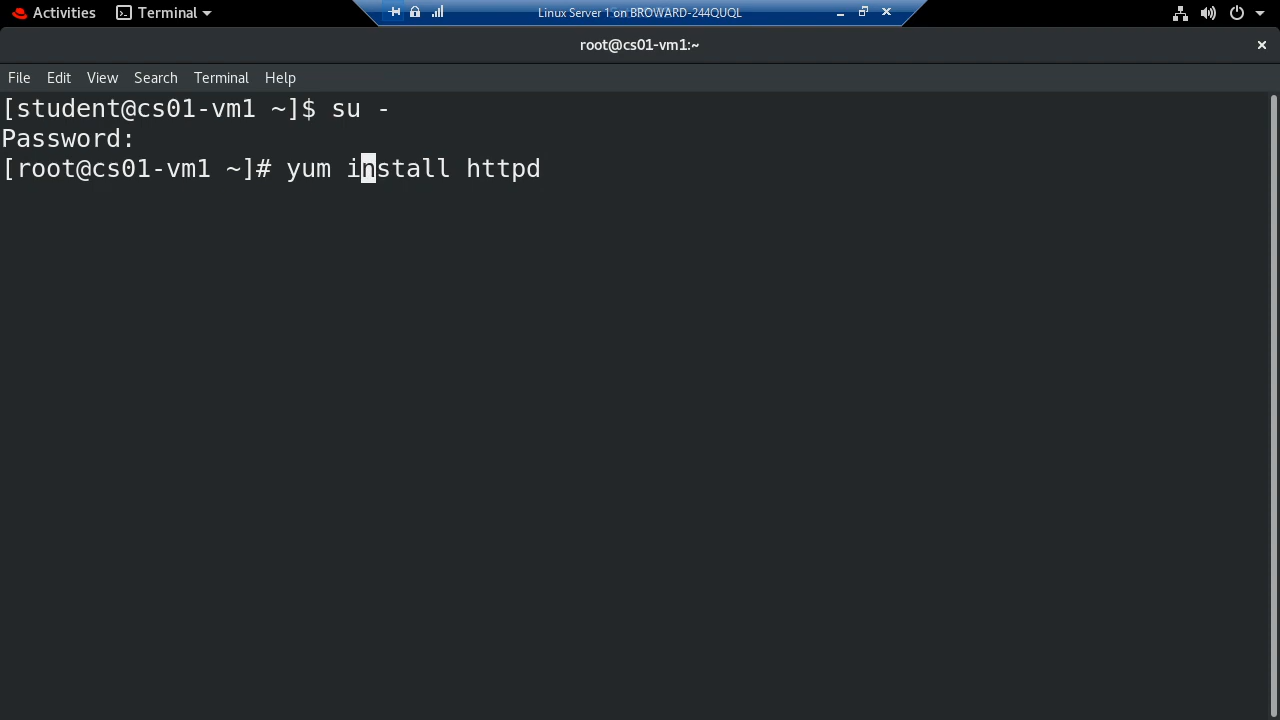 Activities Terminal Linux Server 1 on BROWARD-244QUQL
root@cs01-vm1:~
File Edit View Search Terminal Help
[student@cs01-vm1 ~]$ su -
Password:
[root@cs01-vm1 ~]# yum install httpd